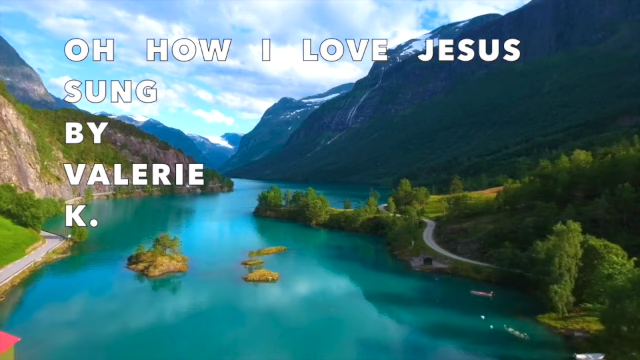 OH HOW I LOVE JESUS
SUNG
BY
VALERIE
K.